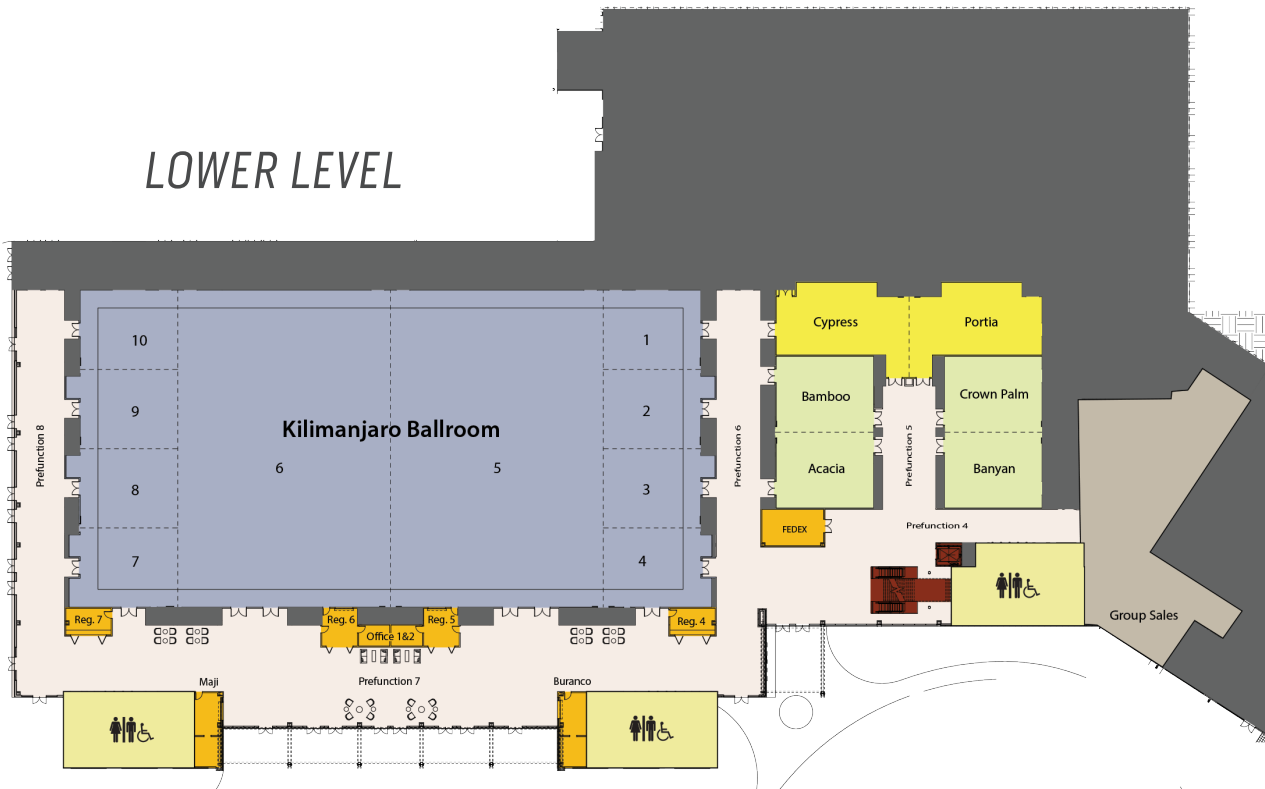 LOWER LEVEL
10
1
Cypress
Portia
9
2
Bamboo
Crown Palm
Kilimanjaro Ballroom
Prefunction 8
Prefunction 6
Prefunction 5
6
5
Acacia
Banyan
8
3
FEDEX
Prefunction 4
7
4
Reg. 7
Reg. 6
Office 1&2
Reg. 5
Reg. 4
Group Sales
Maji
Prefunction 7
Buranco